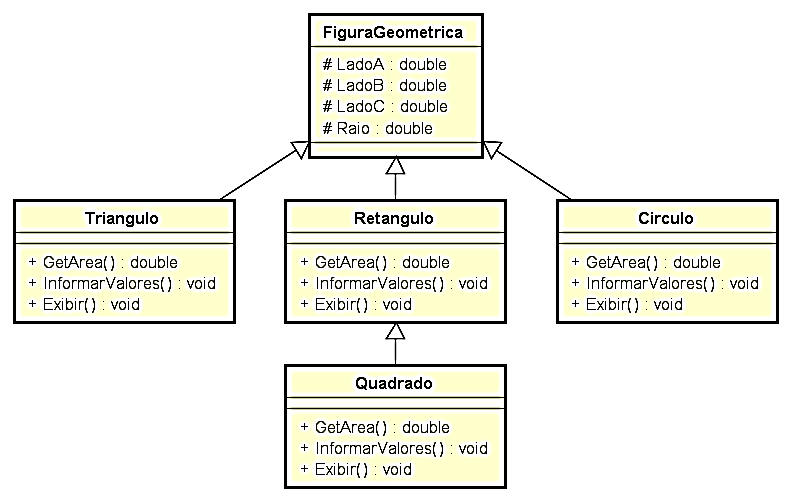 FiguraGeometrica
# LadoA : double
# LadoB : double
# LadoC : double
# Raio : double
Triangulo
+ GetArea() : double
+ InformarValores() : void
+ Exibir() : void
Retangulo
+ GetArea() : double
+ InformarValores() : void
+ Exibir() : void
Circulo
+ GetArea() : double
+ InformarValores() : void
+ Exibir() : void
Quadrado
+ GetArea() : double
+ InformarValores() : void
+ Exibir() : void